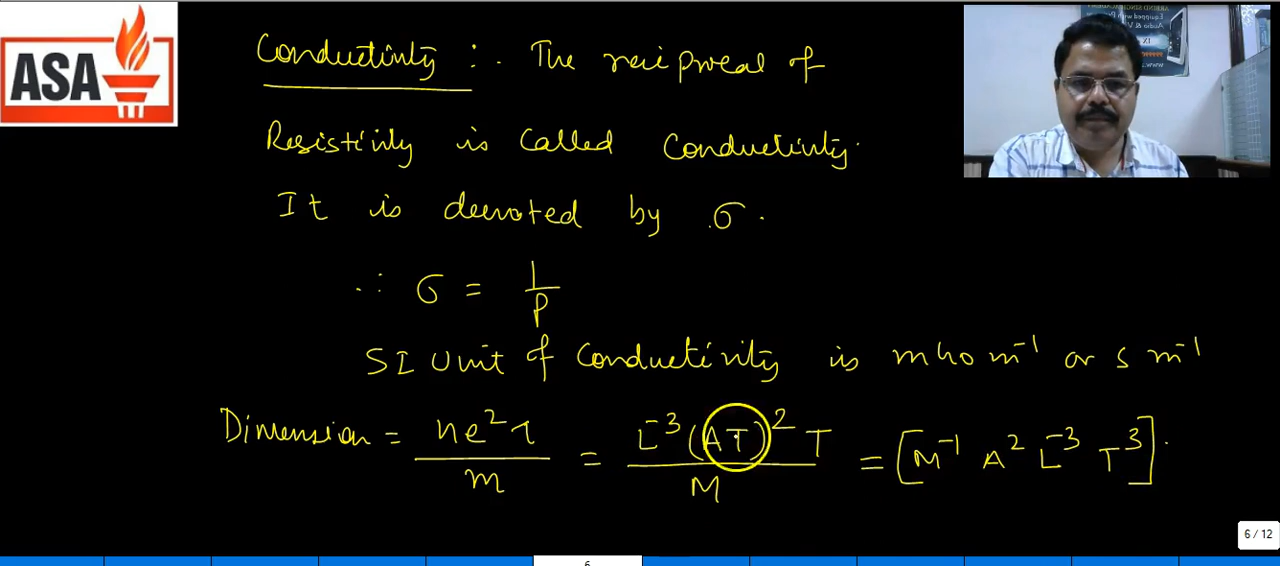 ASA
Conductivity :- The reciprocal of
Resistivity is called conductivity.
It is denoted by σ.
∴ σ = 1/ρ
SI Unit of conductivity is mho m⁻¹ or S m⁻¹
Dimension = ne²τ/m = L⁻³(AT)²T/M = [M⁻¹ A² L⁻³ T³].
6 / 12
6